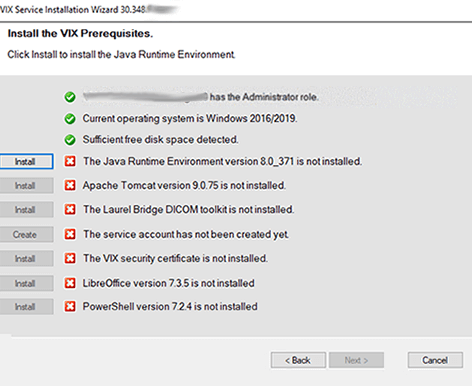 VIX Service Installation Wizard 30.348
Install the VIX Prerequisites.
Click Install to install the Java Runtime Environment.
has the Administrator role.
Current operating system is Windows 2016/2019.
Sufficient free disk space detected.
Install The Java Runtime Environment version 8.0_371 is not installed.
Install Apache Tomcat version 9.0.75 is not installed.
Install The Laurel Bridge DICOM toolkit is not installed.
Create The service account has not been created yet.
Install The VIX security certificate is not installed.
Install LibreOffice version 7.3.5 is not installed
Install PowerShell version 7.2.4 is not installed
< Back Next > Cancel